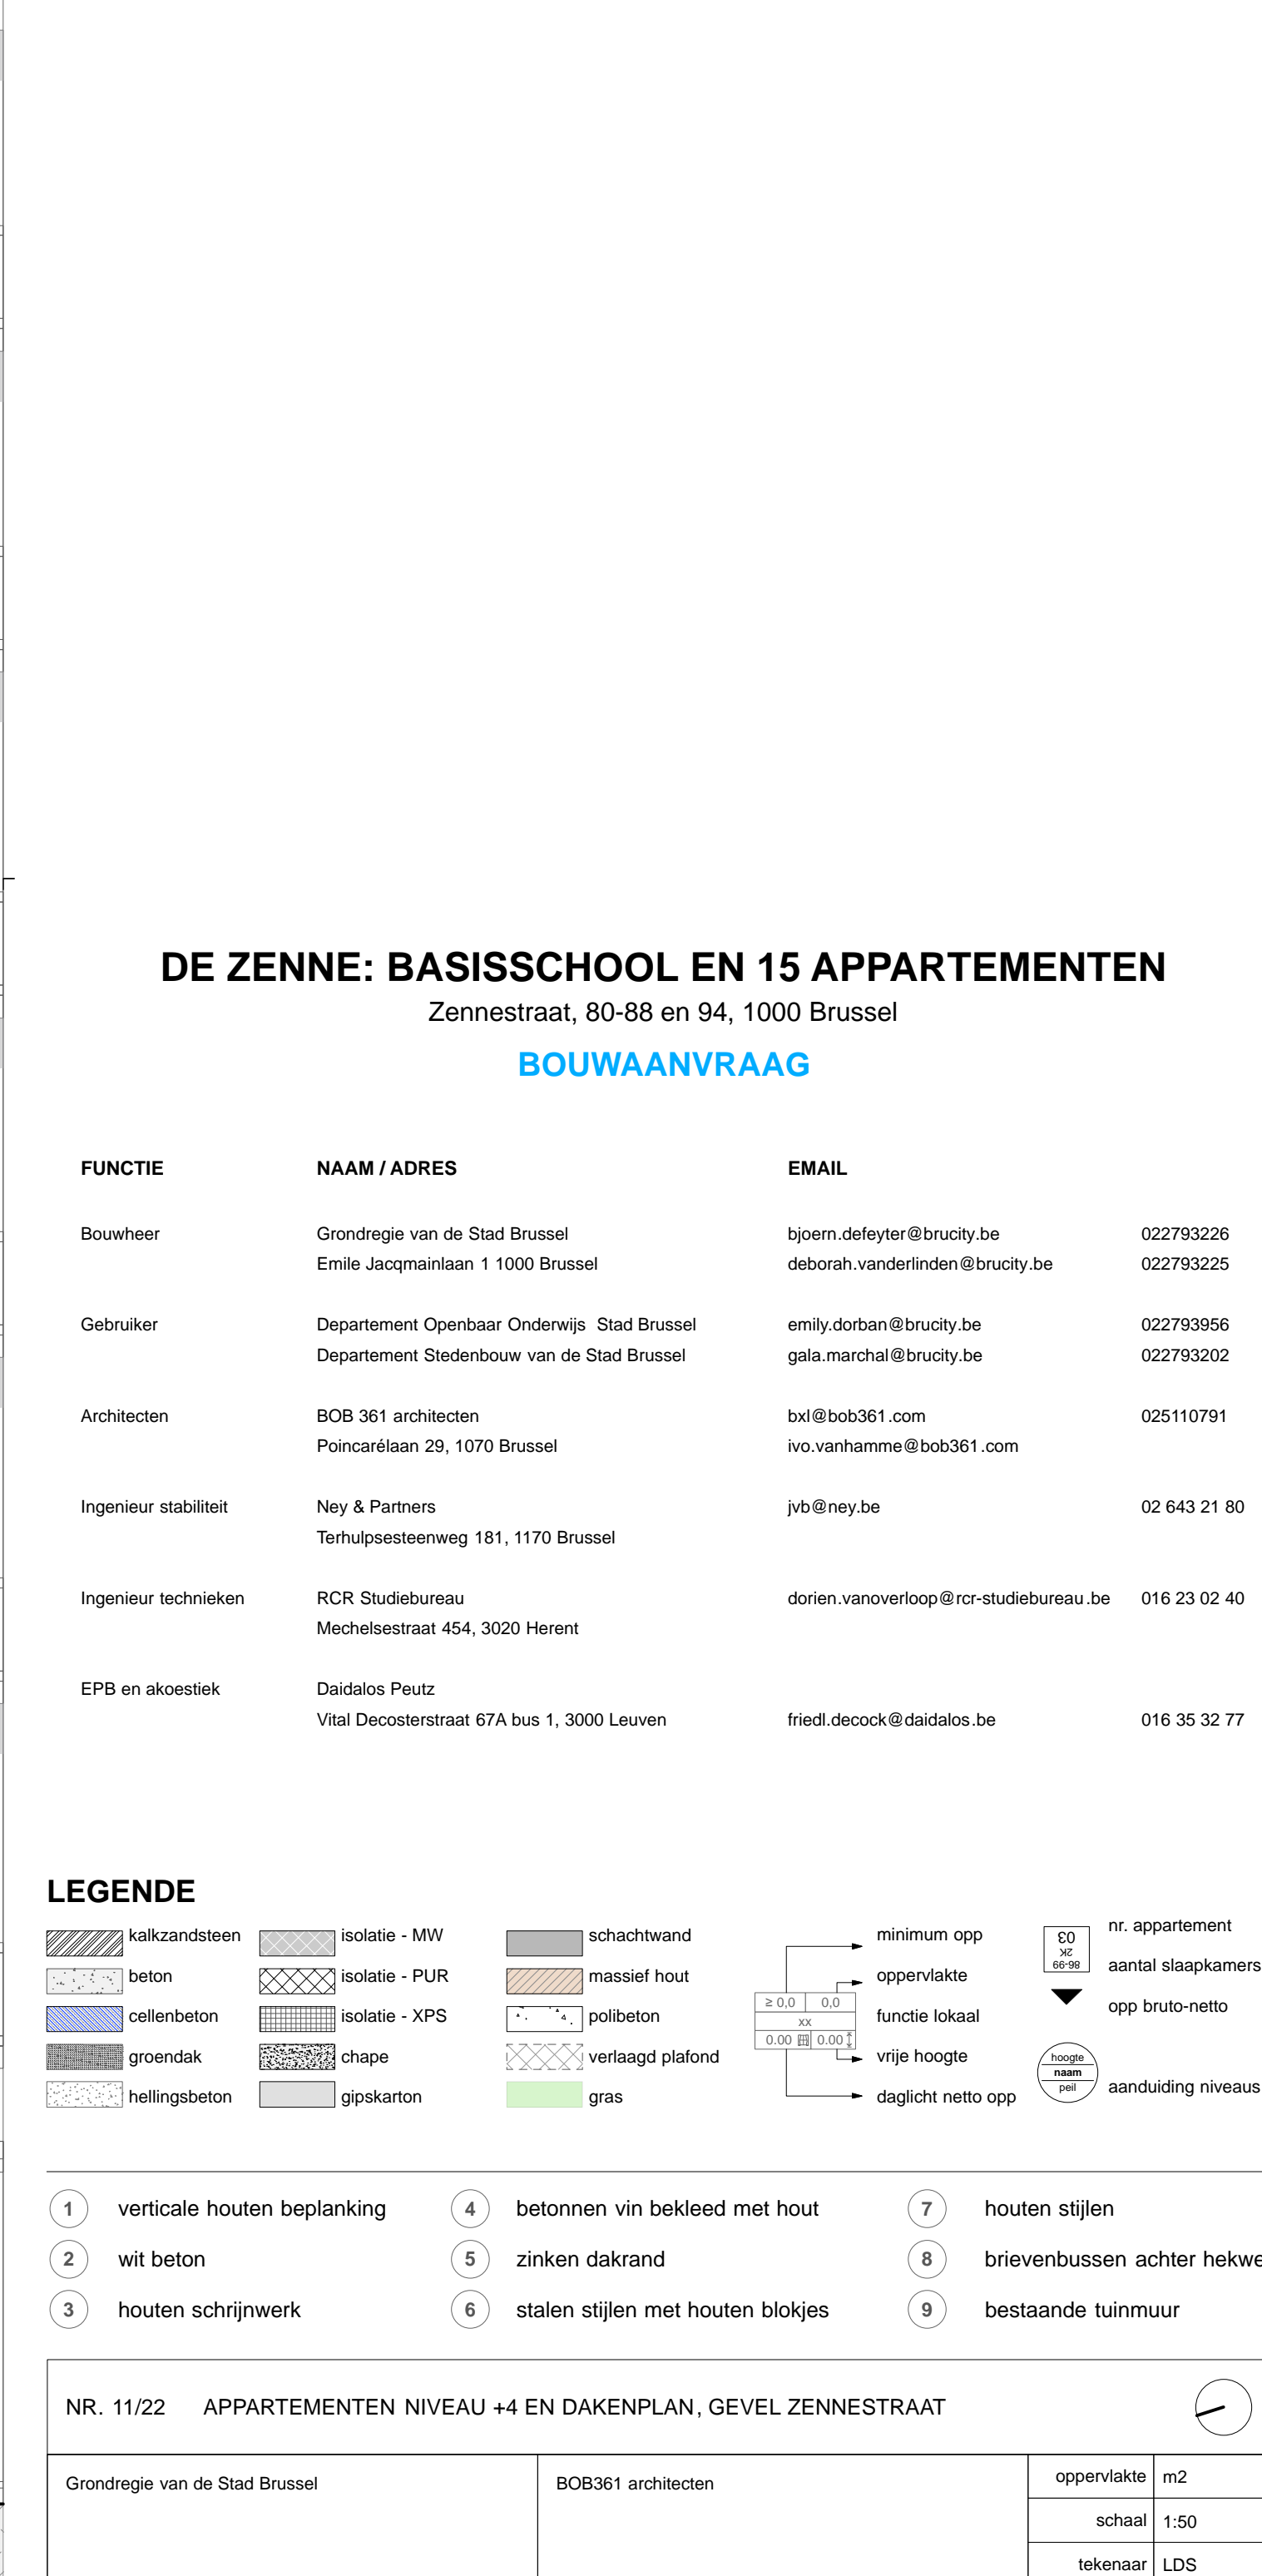 DE ZENNE: BASISSCHOOL EN 15 APPARTEMENTEN
Zennestraat, 80-88 en 94, 1000 Brussel
BOUWAANVRAAG
FUNCTIE NAAM / ADRES EMAIL
Bouwheer Grondregie van de Stad Brussel bjoern.defeyter@brucity.be 022793226
Emile Jacqmainlaan 1 1000 Brussel deborah.vanderlinden@brucity.be 022793225
Gebruiker Departement Openbaar Onderwijs Stad Brussel emily.dorban@brucity.be 022793956
Departement Stedenbouw van de Stad Brussel gala.marchal@brucity.be 022793202
Architecten BOB 361 architecten bxl@bob361.com 025110791
Poincarélaan 29, 1070 Brussel ivo.vanhamme@bob361.com
Ingenieur stabiliteit Ney & Partners jvb@ney.be 02 643 21 80
Terhulpsesteenweg 181, 1170 Brussel
Ingenieur technieken RCR Studiebureau dorien.vanoverloop@rcr-studiebureau.be 016 23 02 40
Mechelsestraat 454, 3020 Herent
EPB en akoestiek Daidalos Peutz
Vital Decosterstraat 67A bus 1, 3000 Leuven friedl.decock@daidalos.be 016 35 32 77
LEGENDE
kalkzandsteen isolatie - MW schachtwand minimum opp 03 nr. appartement
beton isolatie - PUR massief hout oppervlakte 2K 98-99 aantal slaapkamers
cellenbeton isolatie - XPS polibeton ≥ 0,0 0,0 functie lokaal opp bruto-netto
xx
groendak chape verlaagd plafond 0.00 0.00 vrije hoogte hoogte
naam
hellingsbeton gipskarton gras daglicht netto opp peil aanduiding niveaus
1 verticale houten beplanking 4 betonnen vin bekleed met hout 7 houten stijlen
2 wit beton 5 zinken dakrand 8 brievenbussen achter hekwe
3 houten schrijnwerk 6 stalen stijlen met houten blokjes 9 bestaande tuinmuur
NR. 11/22 APPARTEMENTEN NIVEAU +4 EN DAKENPLAN, GEVEL ZENNESTRAAT
Grondregie van de Stad Brussel BOB361 architecten oppervlakte m2
schaal 1:50
tekenaar LDS